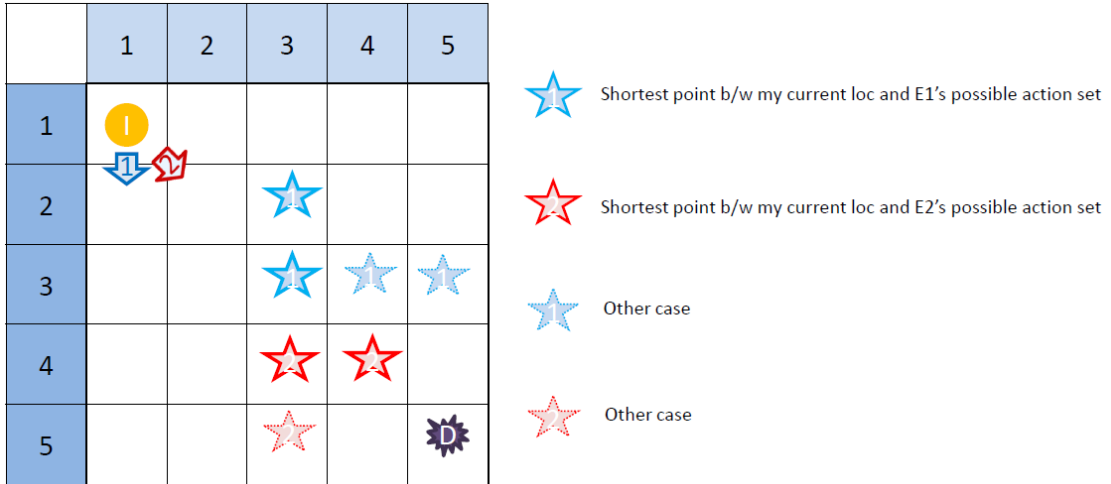 1 2 3 4 5
1 I
1 2
2 1
3 1 1 1
4 2 2
5 2 D
1 Shortest point b/w my current loc and E1's possible action set
2 Shortest point b/w my current loc and E2's possible action set
1 Other case
2 Other case